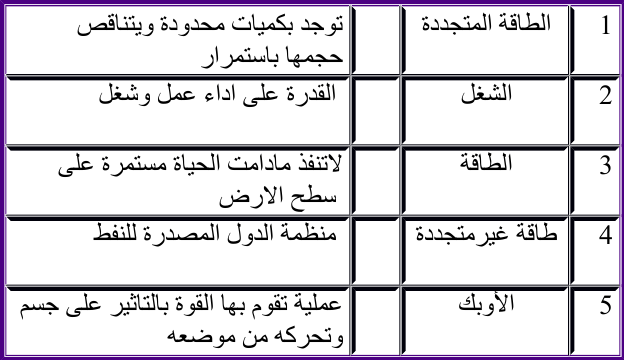 1 الطاقة المتجددة توجد بكميات محدودة ويتناقص
حجمها باستمرار
2 الشغل القدرة على اداء عمل وشغل
3 الطاقة لاتنفذ مادامت الحياة مستمرة على
سطح الارض
4 طاقة غيرمتجددة منظمة الدول المصدرة للنفط
5 الأوبك عملية تقوم بها القوة بالتاثير على جسم
وتحركه من موضعه